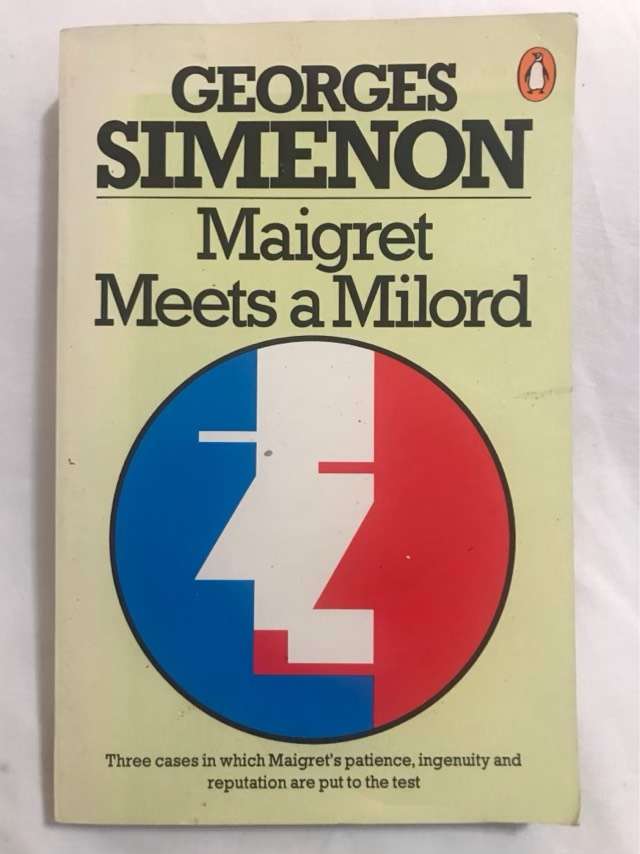 GEORGES
SIMENON
Maigret
Meets a Milord
Three cases in which Maigret's patience, ingenuity and
reputation are put to the test